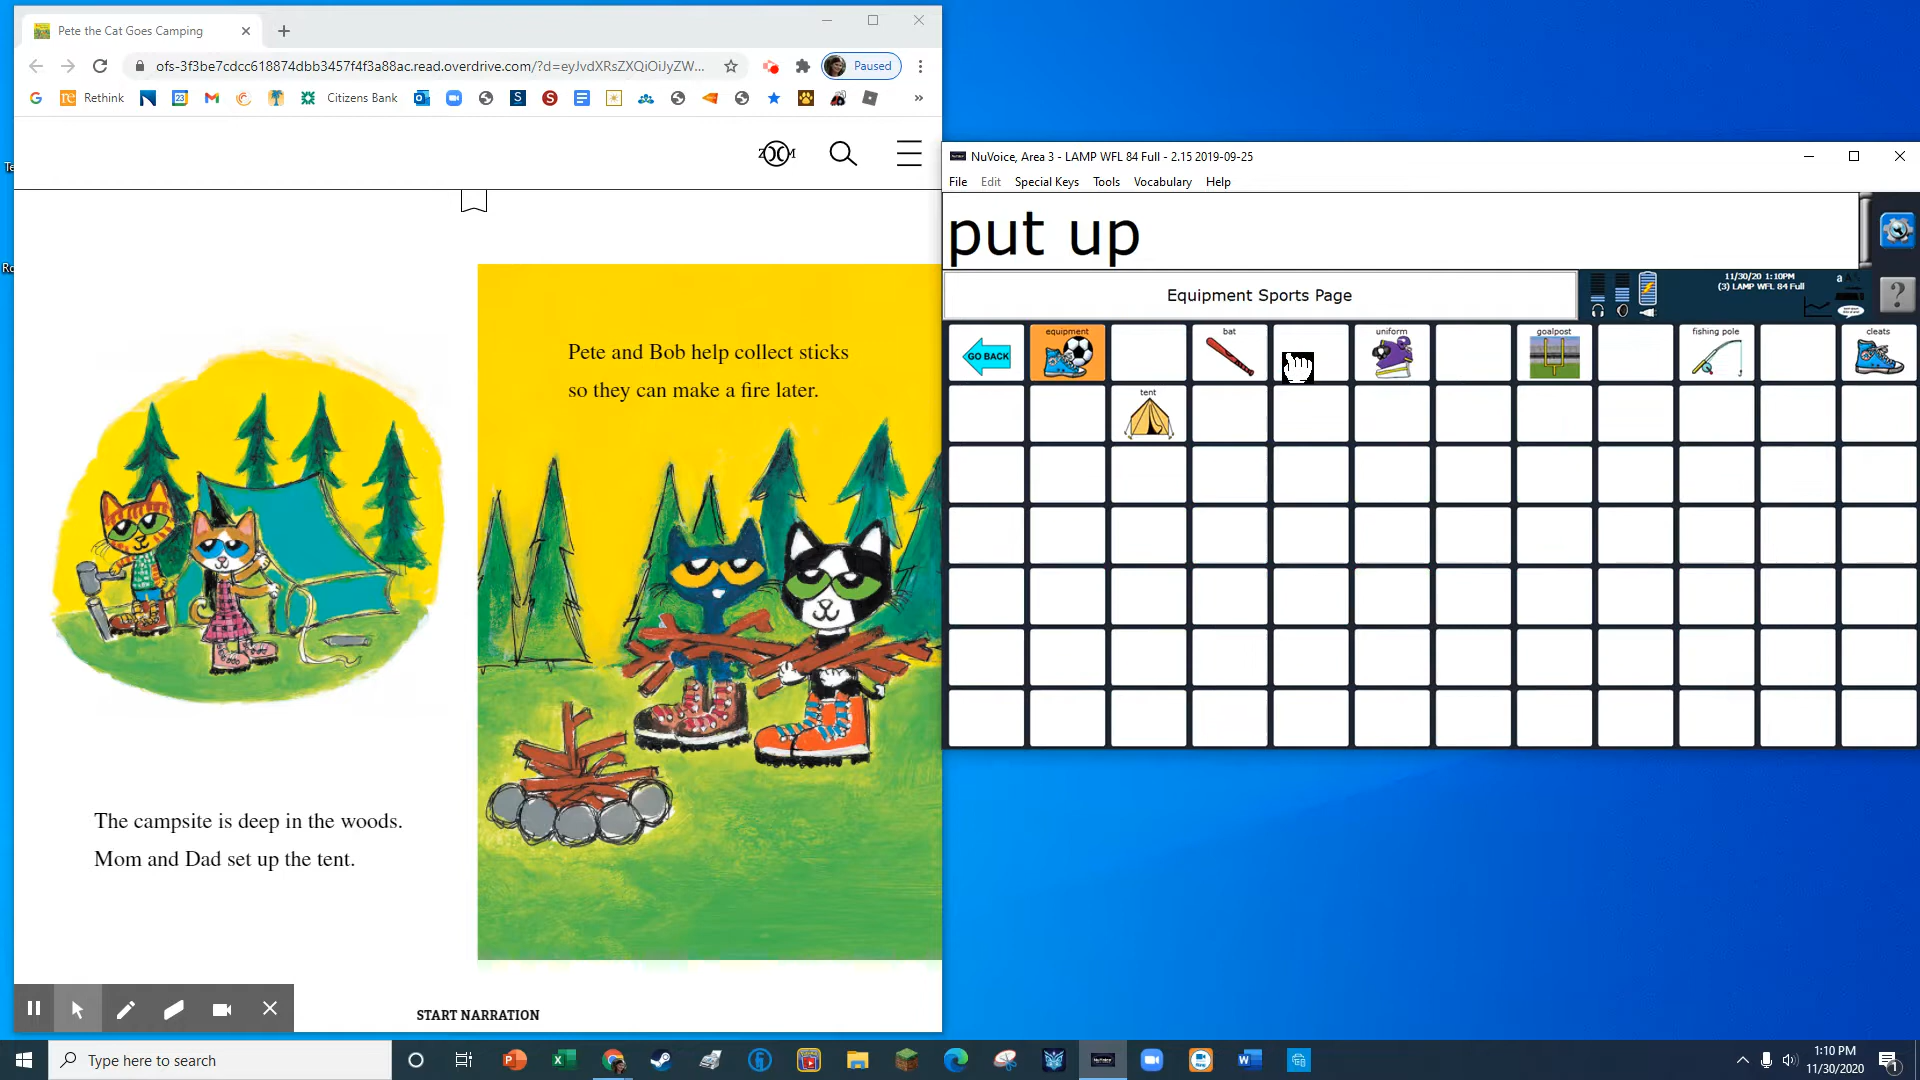 Pete the Cat Goes Camping
ofs-3f3be7cdcc618874dbb3457f4f3a88ac.read.overdrive.com/?d=eyJvdXRsZXQiOiJyZW...
Paused
Rethink
Citizens Bank
ZOOM
Pete and Bob help collect sticks
so they can make a fire later.
The campsite is deep in the woods.
Mom and Dad set up the tent.
START NARRATION
NuVoice, Area 3 - LAMP WFL 84 Full - 2.15 2019-09-25
File Edit Special Keys Tools Vocabulary Help
put up
Equipment Sports Page
11/30/20 1:10PM
(3) LAMP WFL 84 Full
GO BACK
equipment
bat
uniform
goalpost
fishing pole
cleats
tent
Type here to search
1:10 PM
11/30/2020